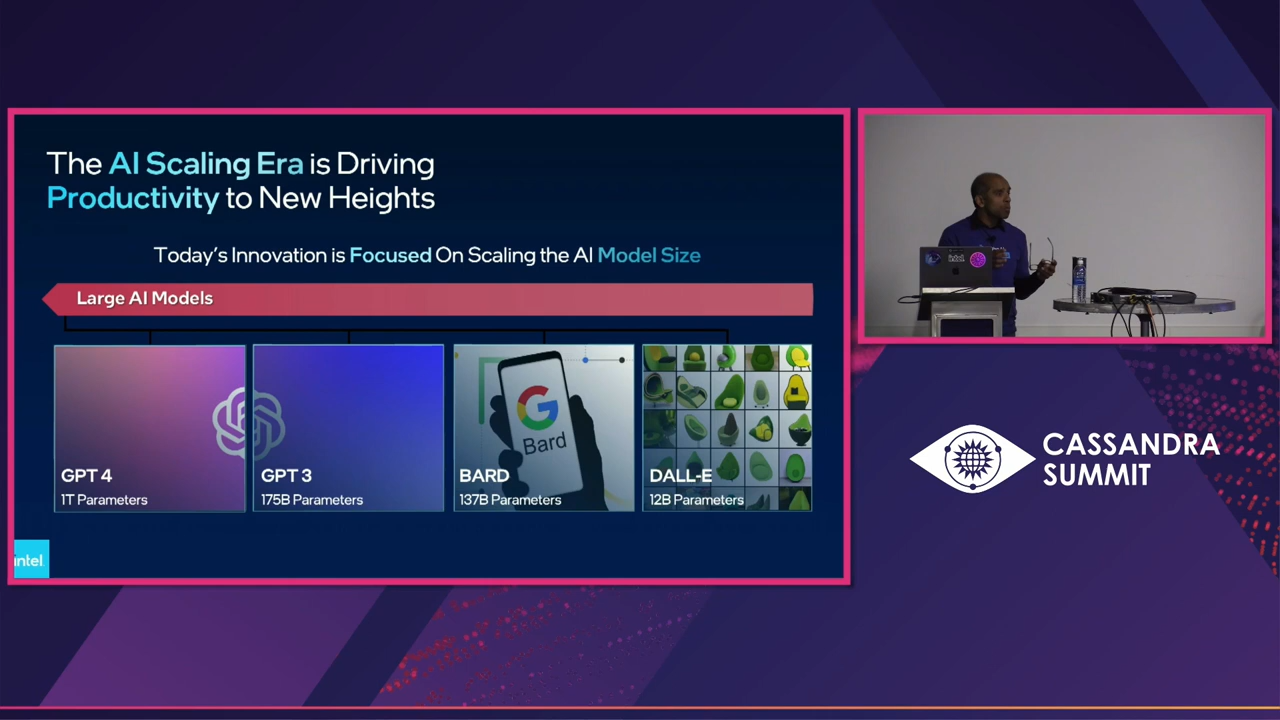 The AI Scaling Era is Driving
Productivity to New Heights
Today's Innovation is Focused On Scaling the AI Model Size
Large AI Models
GPT 4
1T Parameters
GPT 3
175B Parameters
Bard
BARD
137B Parameters
DALL-E
12B Parameters
intel
intel
CASSANDRA
SUMMIT